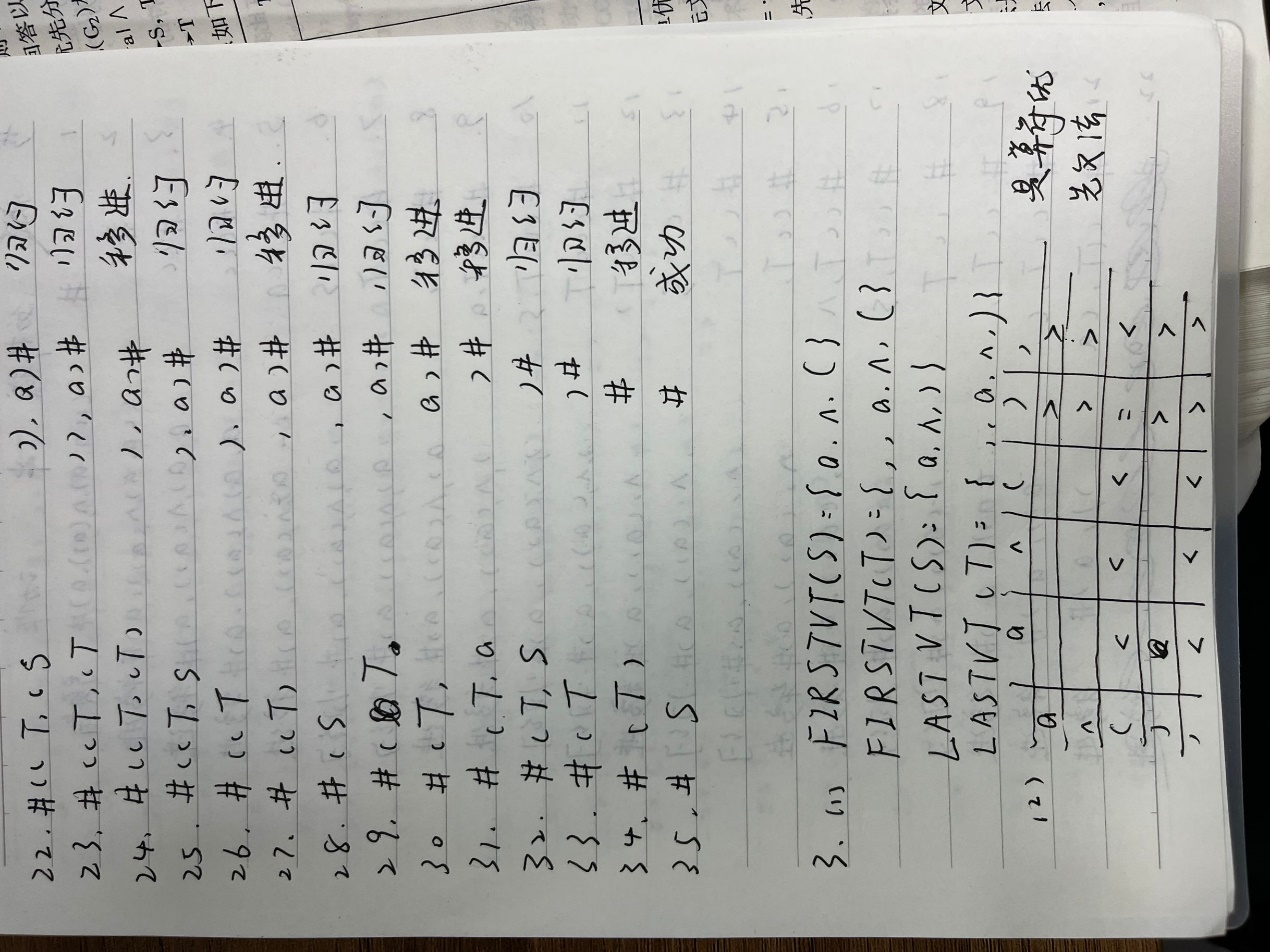 22. #((T,(S )),a)# 归约
23. #((T,(T )),a)# 归约
24. #((T,(T) ),a)# 移进.
25. #((T,S ),a)# 归约
26. #((T ),a)# 归约
27. #((T) ,a)# 移进.
28. #(S ,a)# 归约
29. #(T ,a)# 归约
30 #(T, a)# 移进
31. #(T,a )# 移进
32. #(T,S )# 归约
33. #(T )# 归约
34. #(T) # 移进
35. #S # 成功
3. (1) FIRSTVT(S)={a.∧.(}
FIRSTVT(T)={,,a.∧.(}
LASTVT(S)={a,∧,)}
LASTVT(T)={,,a,∧,)}
(2) a ∧ ( ) ,
a > >
∧ > >
( < < < = <
) > >
, < < < > >
是算符优
先文法